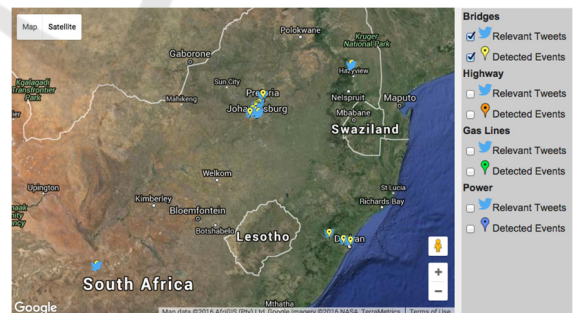 Map Satellite
Polokwane
Kruger
National Park
Gaborone
Hazyview
Kgalagadi
Transfrontier
Park
Sun City
Pretoria
Mahikeng
Nelspruit
Maputo
Johannesburg
Mbabane
Swaziland
Welkom
Upington
St Lucia
Kimberley
Richards Bay
Bloemfontein
Botshabelo
Lesotho
Durban
South Africa
Mthatha
Google
Map data ©2016 AfriGIS (Pty) Ltd, Google Imagery ©2016 NASA, TerraMetrics
Terms of Use
Bridges
Relevant Tweets
Detected Events
Highway
Relevant Tweets
Detected Events
Gas Lines
Relevant Tweets
Detected Events
Power
Relevant Tweets
Detected Events